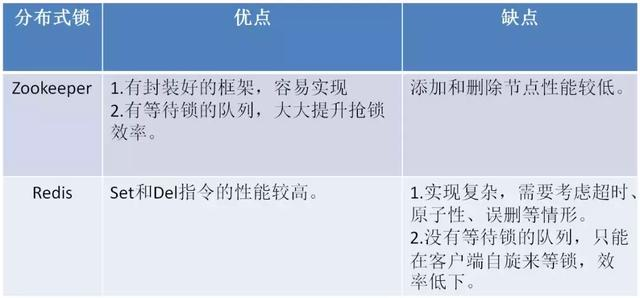 分布式锁 优点 缺点
Zookeeper 1.有封装好的框架，容易实现 添加和删除节点性能较低。
2.有等待锁的队列，大大提升抢锁
效率。
Redis Set和Del指令的性能较高。 1.实现复杂，需要考虑超时、
原子性、误删等情形。
2.没有等待锁的队列，只能
在客户端自旋来等锁，效
率低下。